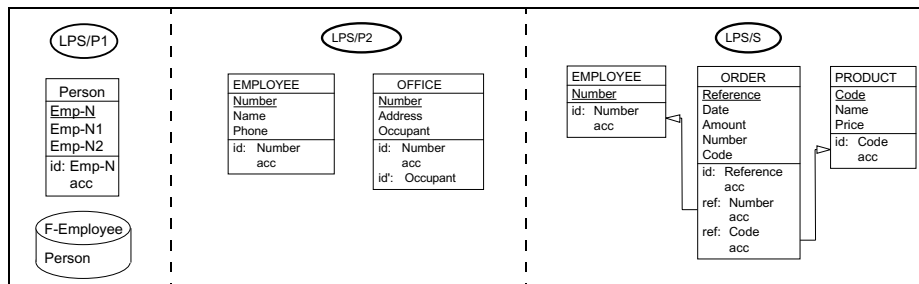 LPS/P1
Person
Emp-N
Emp-N1
Emp-N2
id: Emp-N
acc
F-Employee
Person
LPS/P2
EMPLOYEE
Number
Name
Phone
id: Number
acc
OFFICE
Number
Address
Occupant
id: Number
acc
id': Occupant
LPS/S
EMPLOYEE
Number
id: Number
acc
ORDER
Reference
Date
Amount
Number
Code
id: Reference
acc
ref: Number
acc
ref: Code
acc
PRODUCT
Code
Name
Price
id: Code
acc